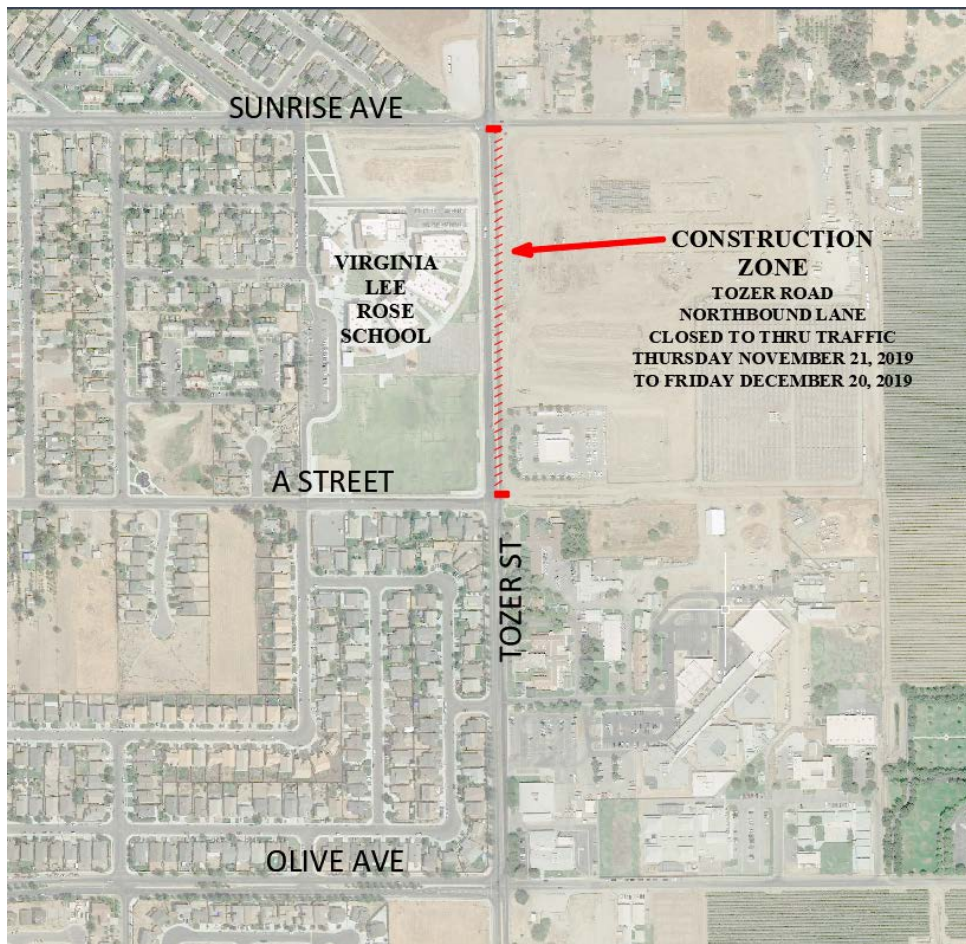 SUNRISE AVE
VIRGINIA
LEE
ROSE
SCHOOL
CONSTRUCTION
ZONE
TOZER ROAD
NORTHBOUND LANE
CLOSED TO THRU TRAFFIC
THURSDAY NOVEMBER 21, 2019
TO FRIDAY DECEMBER 20, 2019
A STREET
TOZER ST
OLIVE AVE